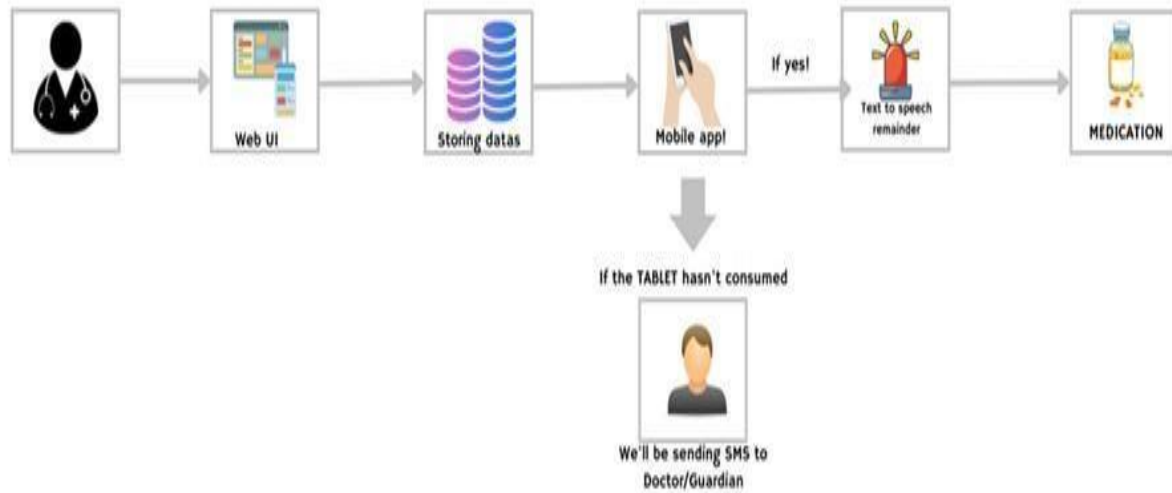 If yes!
Web UI
Storing datas
Mobile app!
Text to speech
remainder
MEDICATION
If the TABLET hasn't consumed
We'll be sending SMS to
Doctor/Guardian